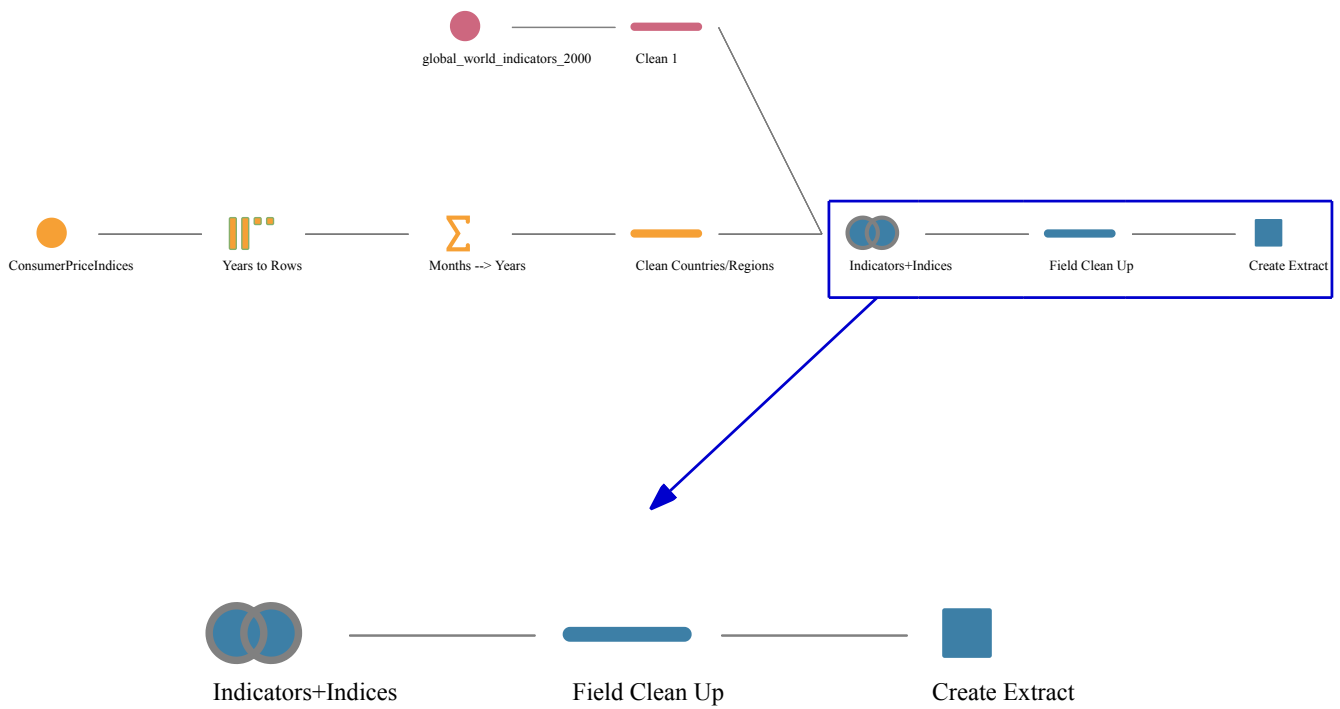 global_world_indicators_2000
Clean 1
ConsumerPriceIndices
Years to Rows
Months --> Years
Clean Countries/Regions
Indicators+Indices
Field Clean Up
Create Extract
Indicators+Indices
Field Clean Up
Create Extract